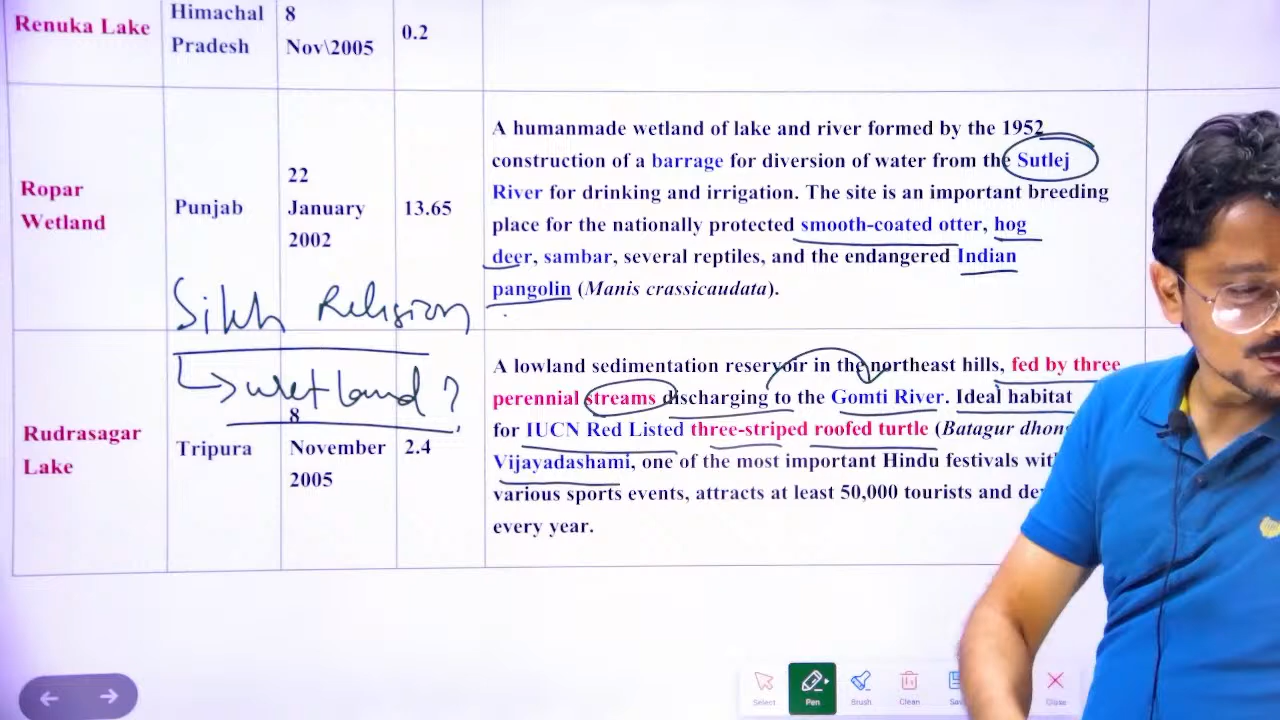 Renuka Lake
Himachal
Pradesh
8
Nov\2005
0.2
Ropar
Wetland
Punjab
22
January
2002
13.65
A humanmade wetland of lake and river formed by the 1952
construction of a barrage for diversion of water from the Sutlej
River for drinking and irrigation. The site is an important breeding
place for the nationally protected smooth-coated otter, hog
deer, sambar, several reptiles, and the endangered Indian
pangolin (Manis crassicaudata).
Sikh Religion
wetland?
Rudrasagar
Lake
Tripura
8
November
2005
2.4
A lowland sedimentation reservoir in the northeast hills, fed by three
perennial streams discharging to the Gomti River. Ideal habitat
for IUCN Red Listed three-striped roofed turtle (Batagur dhon
Vijayadashami, one of the most important Hindu festivals wit
various sports events, attracts at least 50,000 tourists and de
every year.
Select
Pen
Brush
Clean
Sav
Close